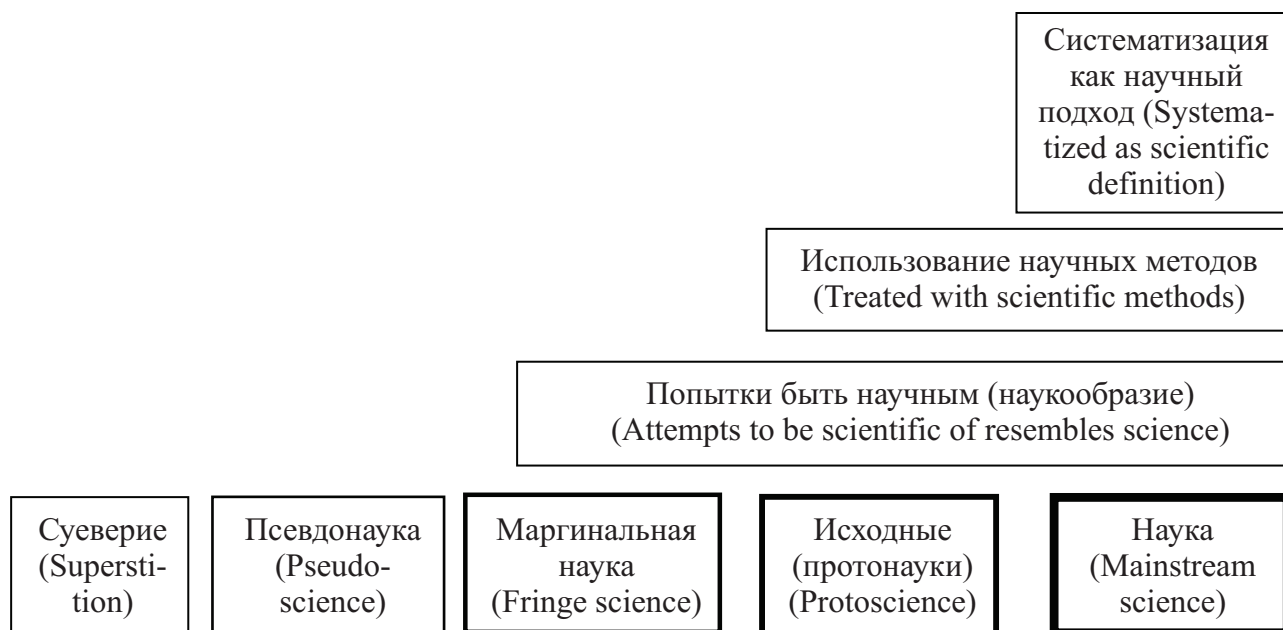 Систематизация
как научный
подход (Systema-
tized as scientific
definition)
Использование научных методов
(Treated with scientific methods)
Попытки быть научным (наукообразие)
(Attempts to be scientific of resembles science)
Суеверие
(Supersti-
tion)
Псевдонаука
(Pseudo-
science)
Маргинальная
наука
(Fringe science)
Исходные
(протонауки)
(Protoscience)
Наука
(Mainstream
science)